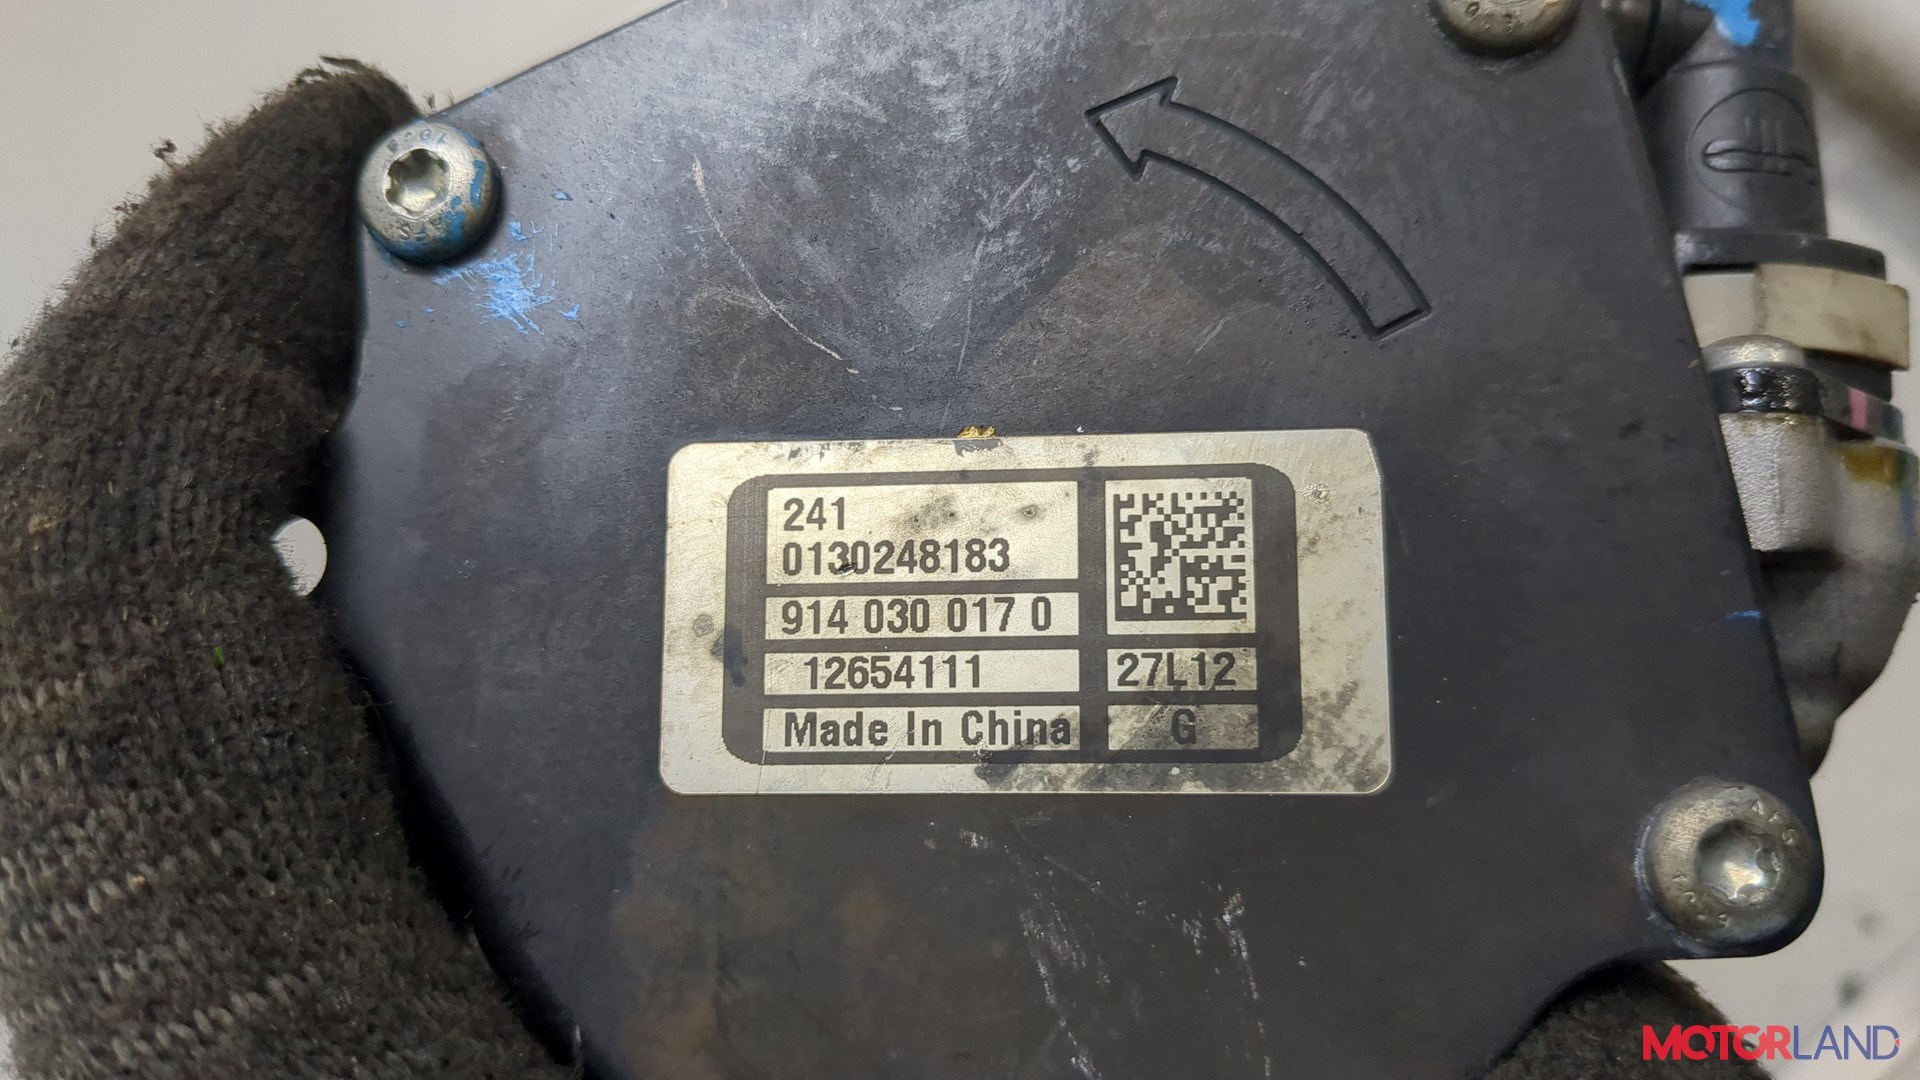 241
0130248183
914 030 017 0
12654111
27L12
Made In China
G
MOTORLAND